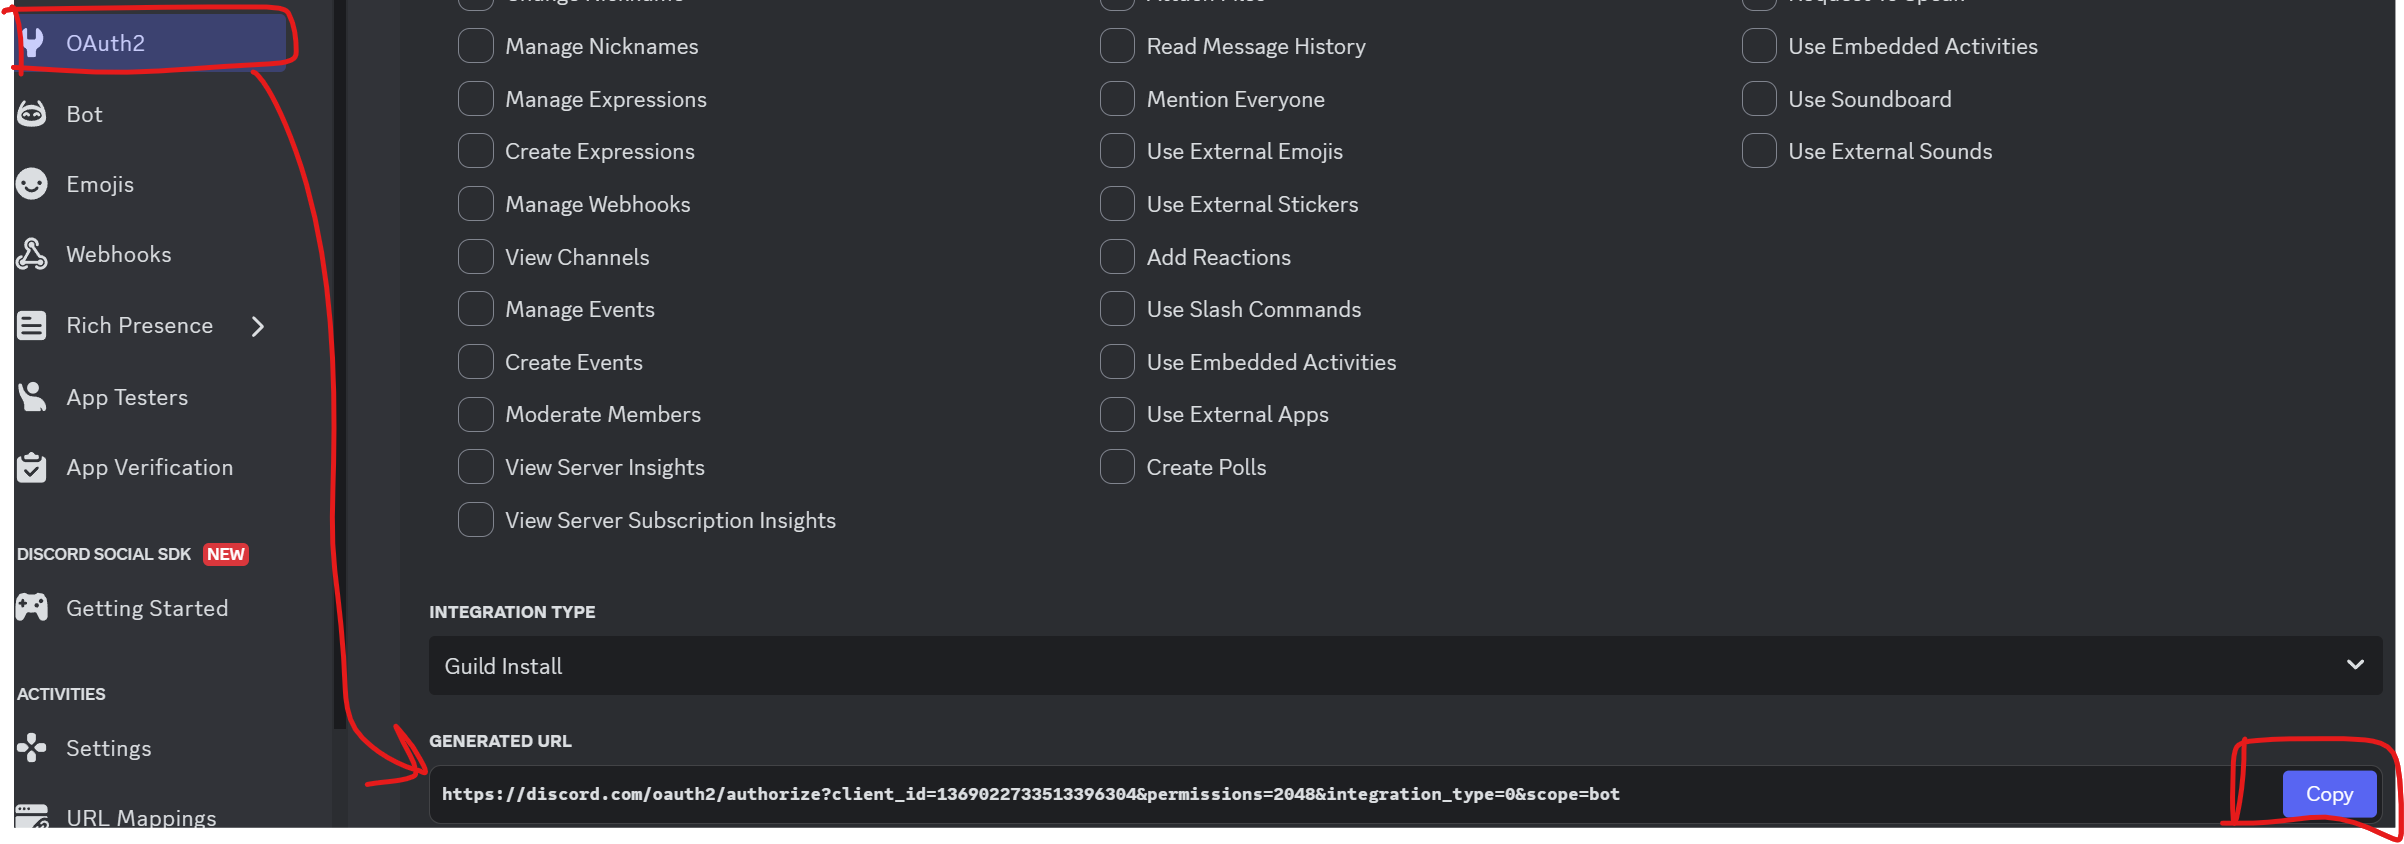 OAuth2
Bot
Emojis
Webhooks
Rich Presence
App Testers
App Verification
DISCORD SOCIAL SDK NEW
Getting Started
ACTIVITIES
Settings
URL Mappings
Manage Nicknames
Manage Expressions
Create Expressions
Manage Webhooks
View Channels
Manage Events
Create Events
Moderate Members
View Server Insights
View Server Subscription Insights
Read Message History
Mention Everyone
Use External Emojis
Use External Stickers
Add Reactions
Use Slash Commands
Use Embedded Activities
Use External Apps
Create Polls
Use Embedded Activities
Use Soundboard
Use External Sounds
INTEGRATION TYPE
Guild Install
GENERATED URL
https://discord.com/oauth2/authorize?client_id=1369022733513396304&permissions=2048&integration_type=0&scope=bot
Copy